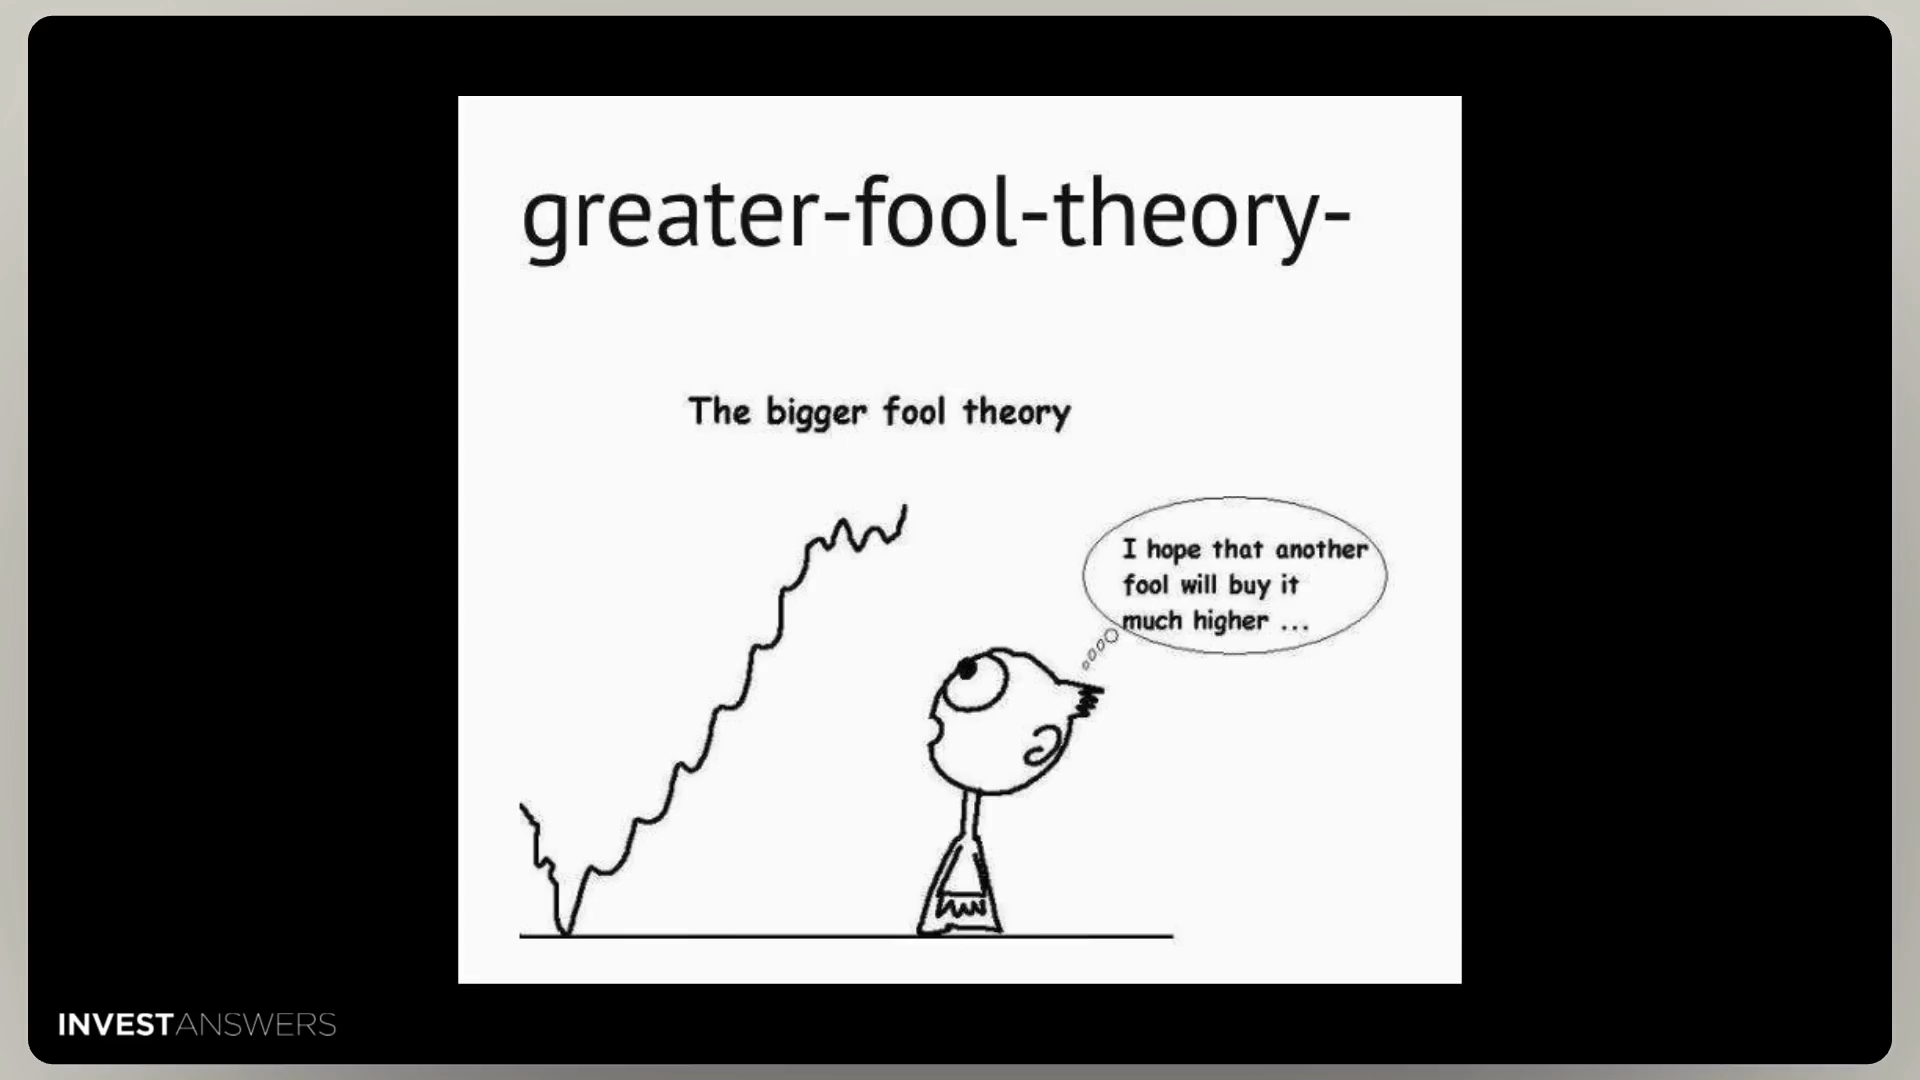 greater-fool-theory-
The bigger fool theory
I hope that another
fool will buy it
much higher ...
INVESTANSWERS